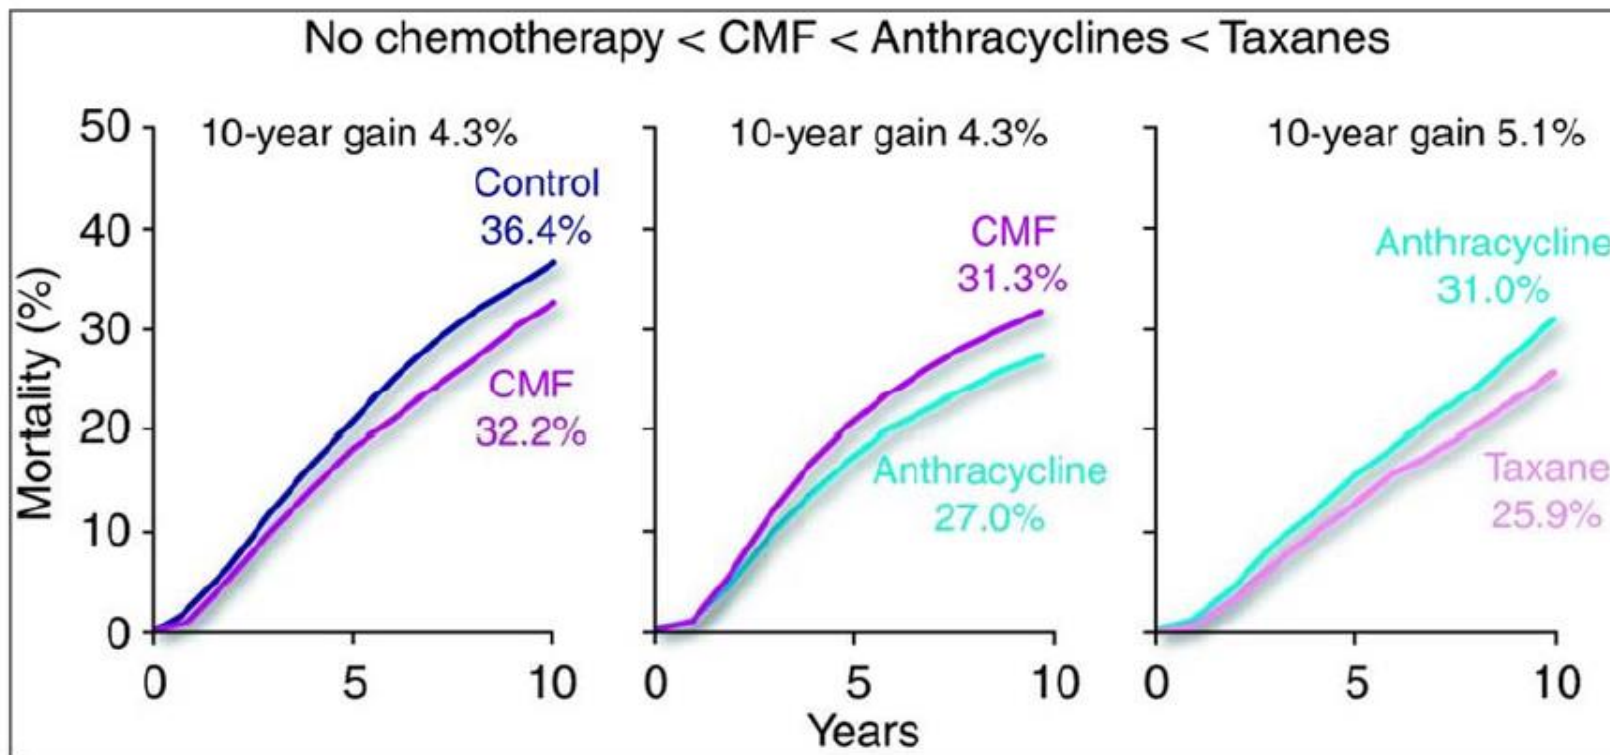 No chemotherapy < CMF < Anthracyclines < Taxanes
Mortality (%)
50
40
30
20
10
0
10-year gain 4.3%
Control
36.4%
CMF
32.2%
0 5 10
10-year gain 4.3%
CMF
31.3%
Anthracycline
27.0%
0 5 10
10-year gain 5.1%
Anthracycline
31.0%
Taxane
25.9%
0 5 10
Years